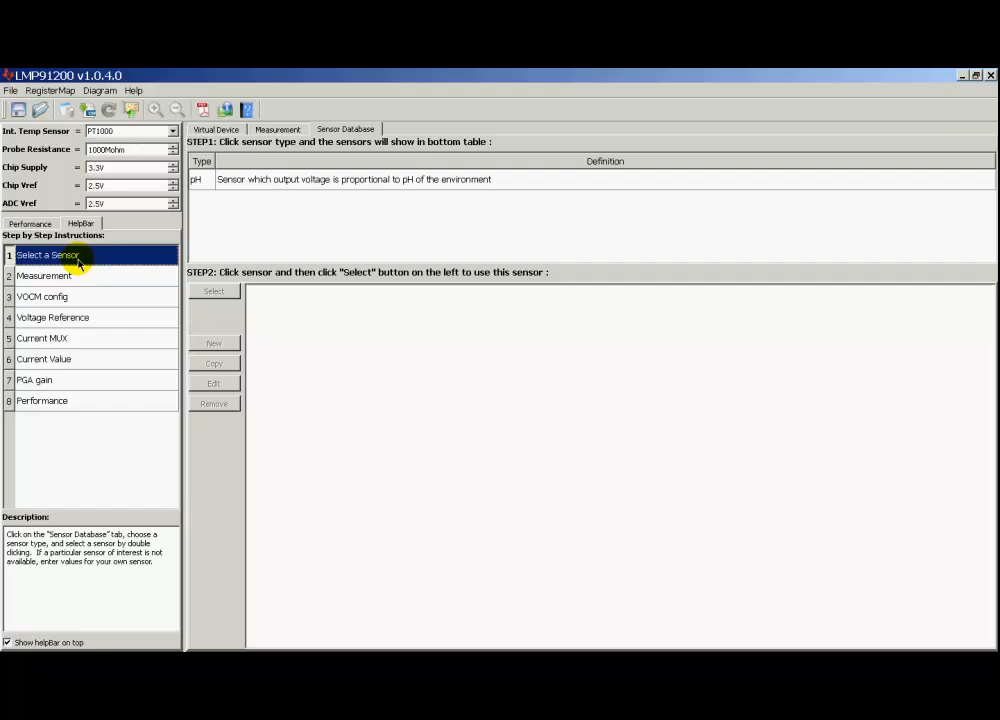 LMP91200 v1.0.4.0
File RegisterMap Diagram Help
Int. Temp Sensor = PT1000
Probe Resistance = 1000Mohm
Chip Supply = 3.3V
Chip Vref = 2.5V
ADC Vref = 2.5V
Performance HelpBar
Step by Step Instructions:
1 Select a Sensor
2 Measurement
3 VOCM config
4 Voltage Reference
5 Current MUX
6 Current Value
7 PGA gain
8 Performance
Description:
Click on the "Sensor Database" tab, choose a
sensor type, and select a sensor by double
clicking. If a particular sensor of interest is not
available, enter values for your own sensor.
Show helpBar on top
Virtual Device Measurement Sensor Database
STEP1: Click sensor type and the sensors will show in bottom table :
Type Definition
pH Sensor which output voltage is proportional to pH of the environment
STEP2: Click sensor and then click "Select" button on the left to use this sensor :
Select
New
Copy
Edit
Remove